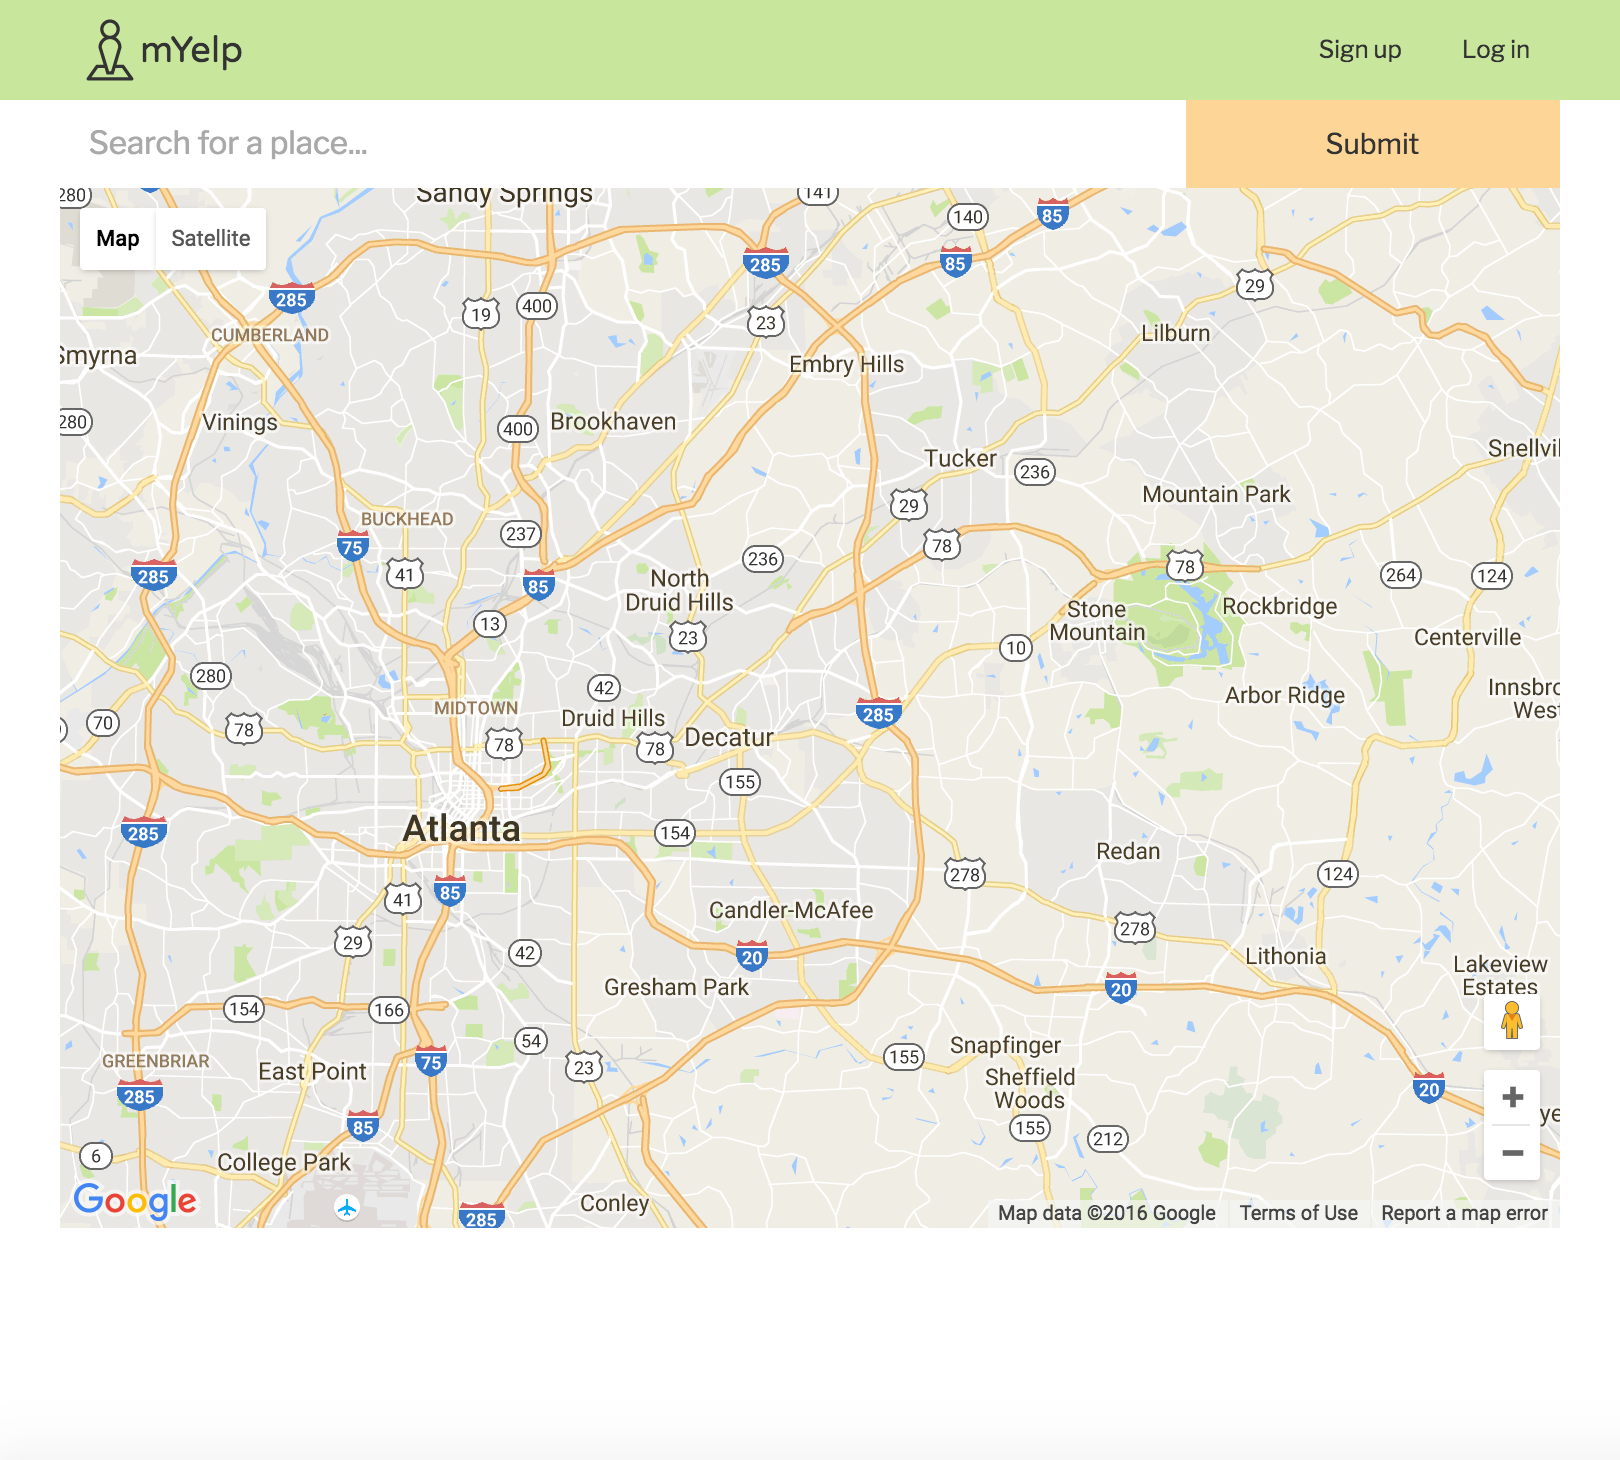 mYelp
Sign up
Log in
Search for a place...
Submit
Map
Satellite
280
Sandy Springs
141
140
85
285
85
29
285
19
400
23
CUMBERLAND
Lilburn
Smyrna
Embry Hills
280
Vinings
400
Brookhaven
Tucker
236
Snellvil
Mountain Park
29
BUCKHEAD
75
237
78
236
78
285
41
85
264
124
North
Druid Hills
Stone
Mountain
Rockbridge
13
23
10
Centerville
280
42
Arbor Ridge
Innsbro
West
MIDTOWN
Druid Hills
285
70
78
78
78
Decatur
155
285
Atlanta
154
Redan
85
41
278
124
Candler-McAfee
278
29
42
20
Lithonia
Lakeview
Estates
Gresham Park
20
154
166
54
Snapfinger
GREENBRIAR
East Point
75
23
155
Sheffield
Woods
285
20
85
155
212
ye
6
College Park
Google
285
Conley
Map data ©2016 Google
Terms of Use
Report a map error